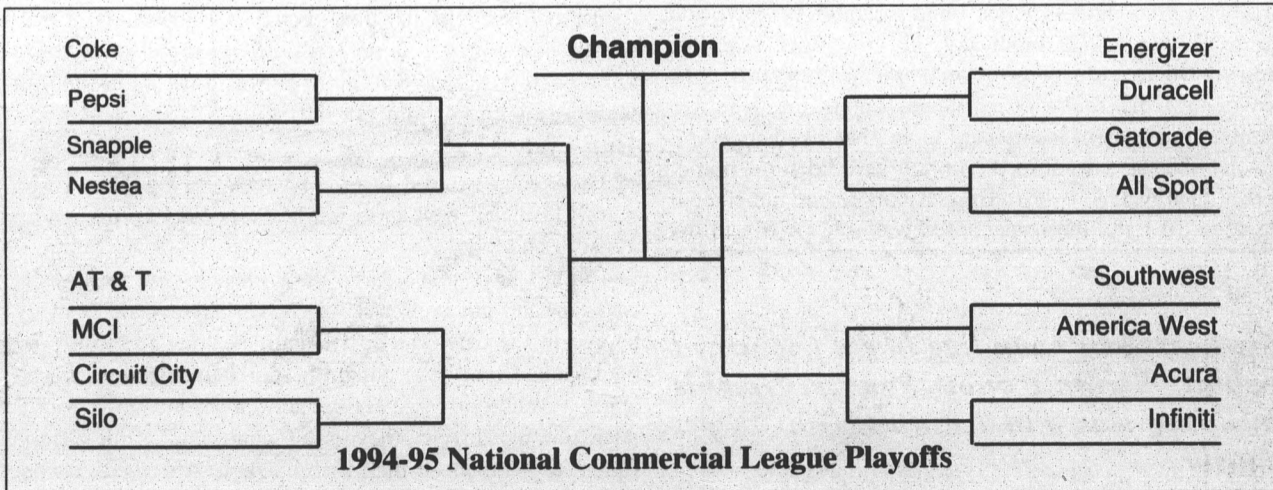 Champion
Coke
Pepsi
Snapple
Nestea
AT & T
MCI
Circuit City
Silo
Energizer
Duracell
Gatorade
All Sport
Southwest
America West
Acura
Infiniti
1994-95 National Commercial League Playoffs